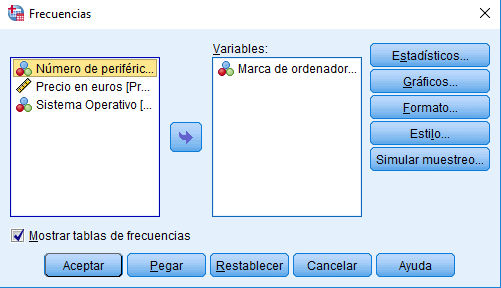 Frecuencias
Variables:
Número de periféric...
Precio en euros [Pr...
Sistema Operativo [...
Marca de ordenador...
Estadísticos...
Gráficos...
Formato...
Estilo...
Simular muestreo...
Mostrar tablas de frecuencias
Aceptar
Pegar
Restablecer
Cancelar
Ayuda